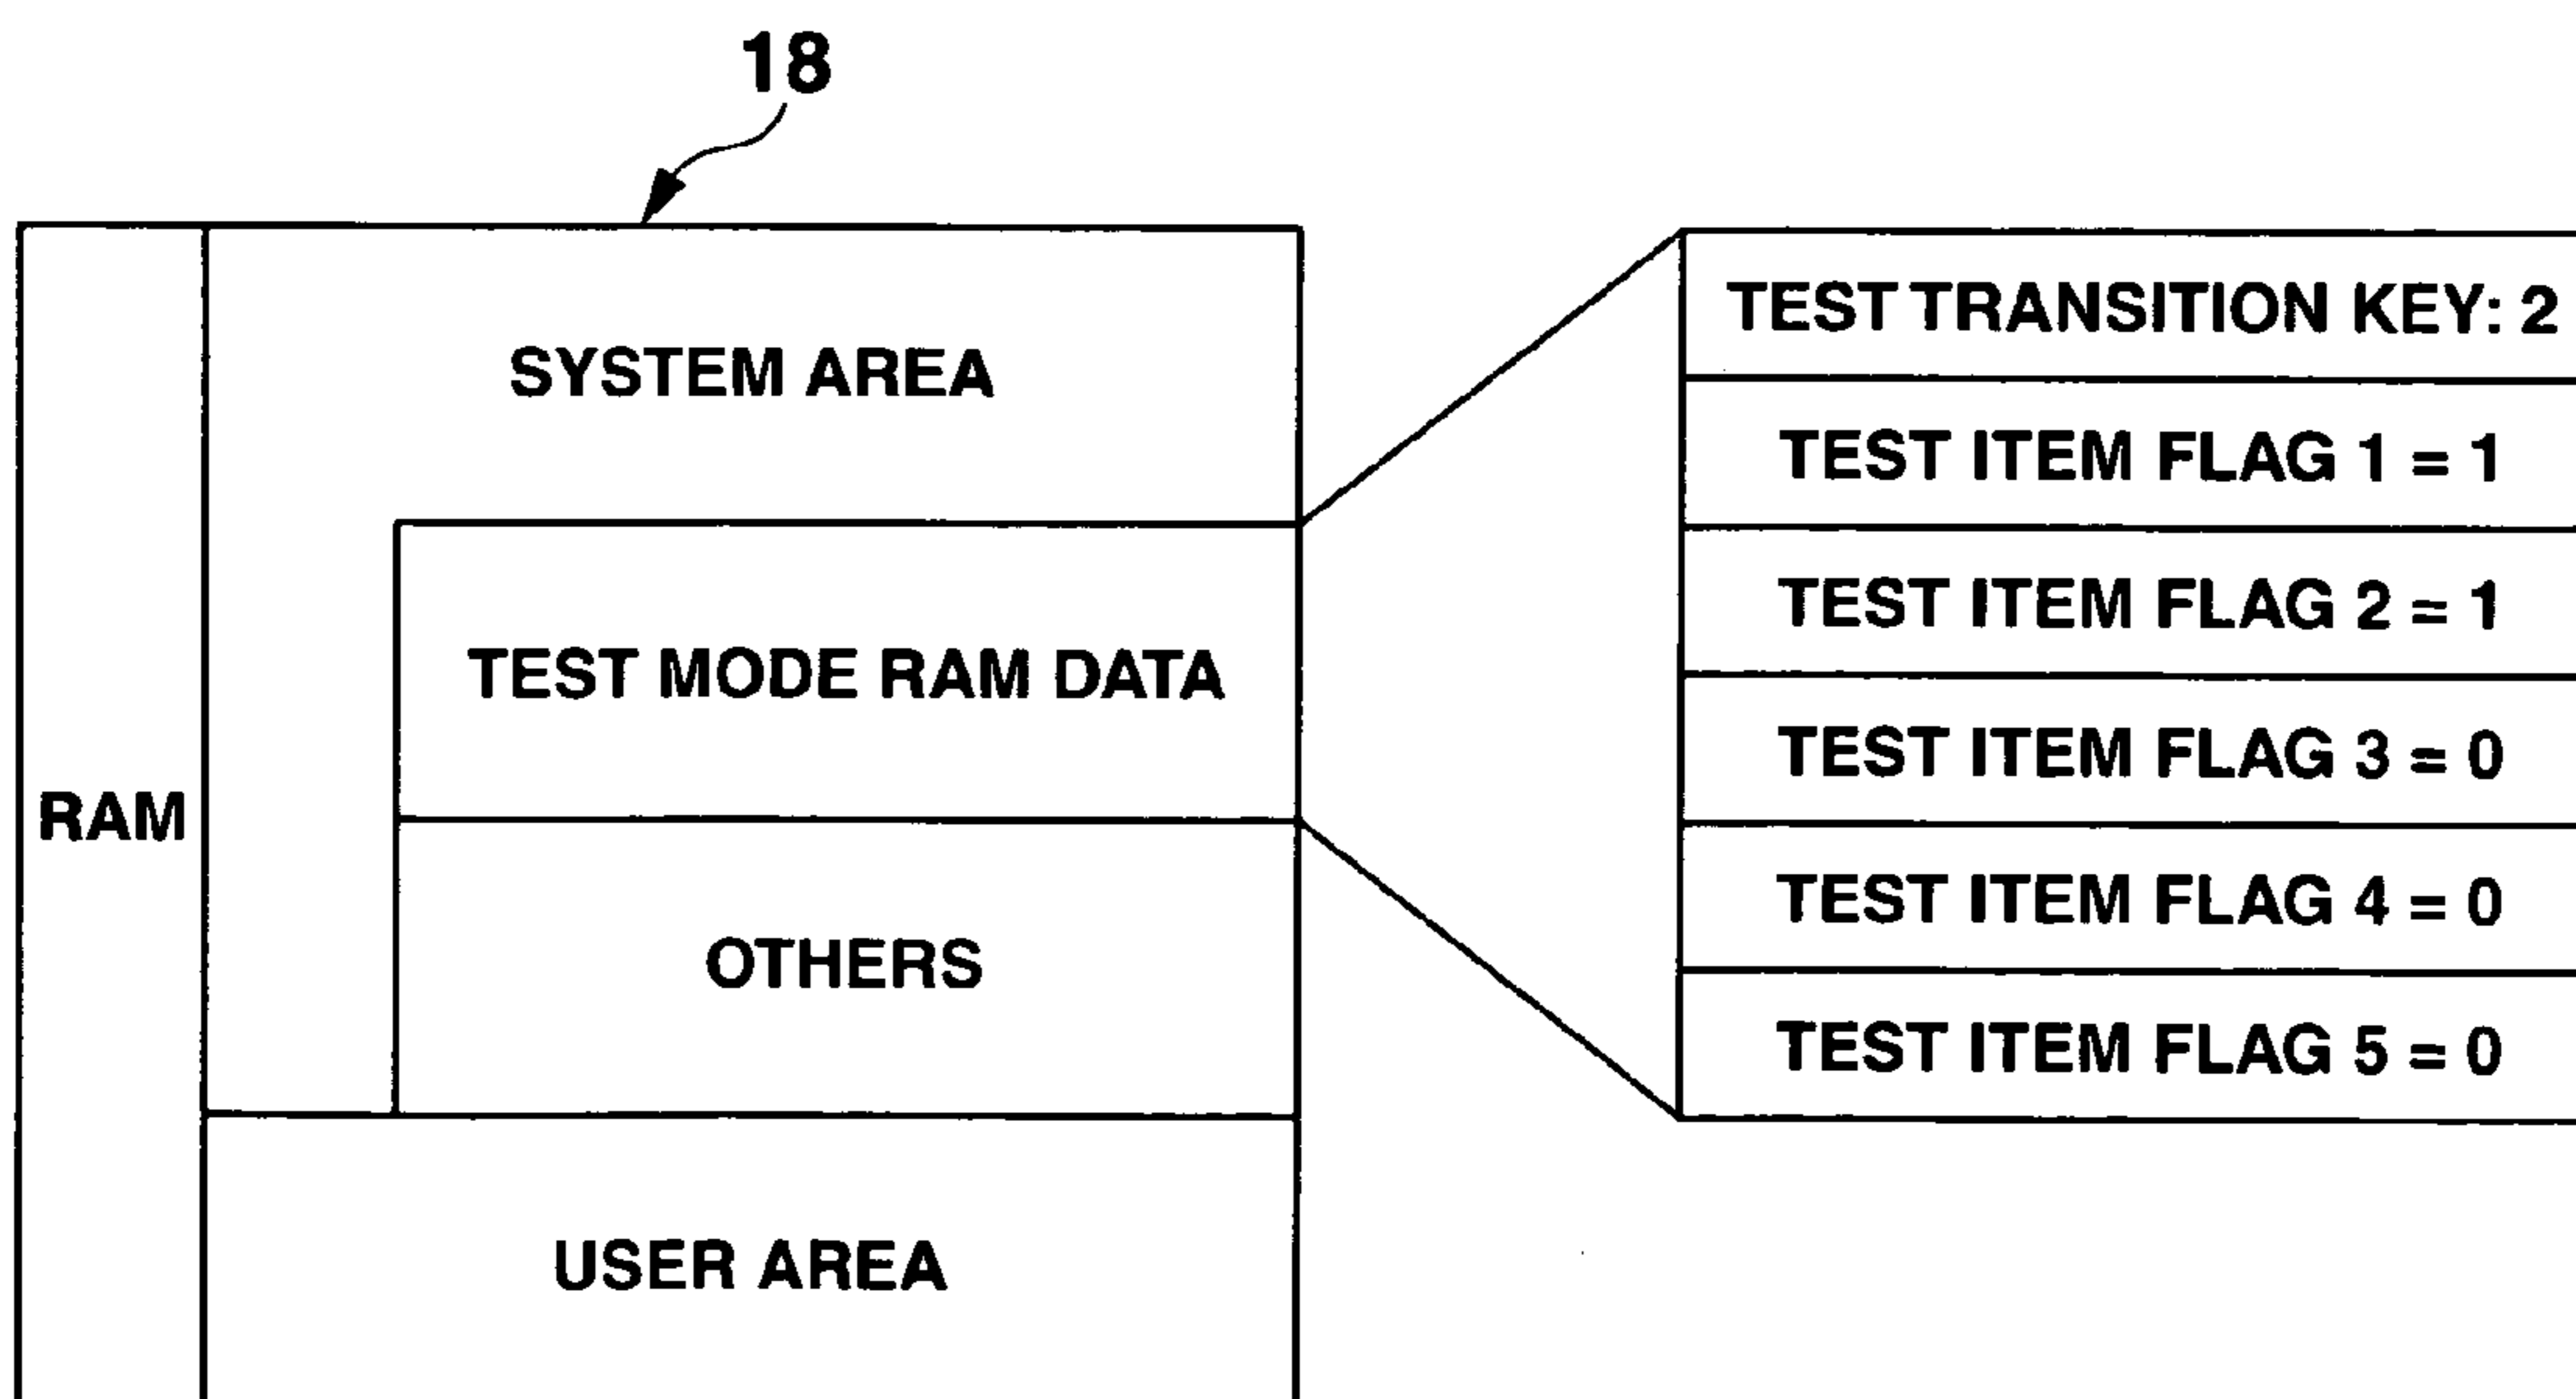 18
SYSTEM AREA
TEST MODE RAM DATA
RAM
OTHERS
USER AREA
TEST TRANSITION KEY: 2
TEST ITEM FLAG 1 = 1
TEST ITEM FLAG 2 = 1
TEST ITEM FLAG 3 = 0
TEST ITEM FLAG 4 = 0
TEST ITEM FLAG 5 = 0